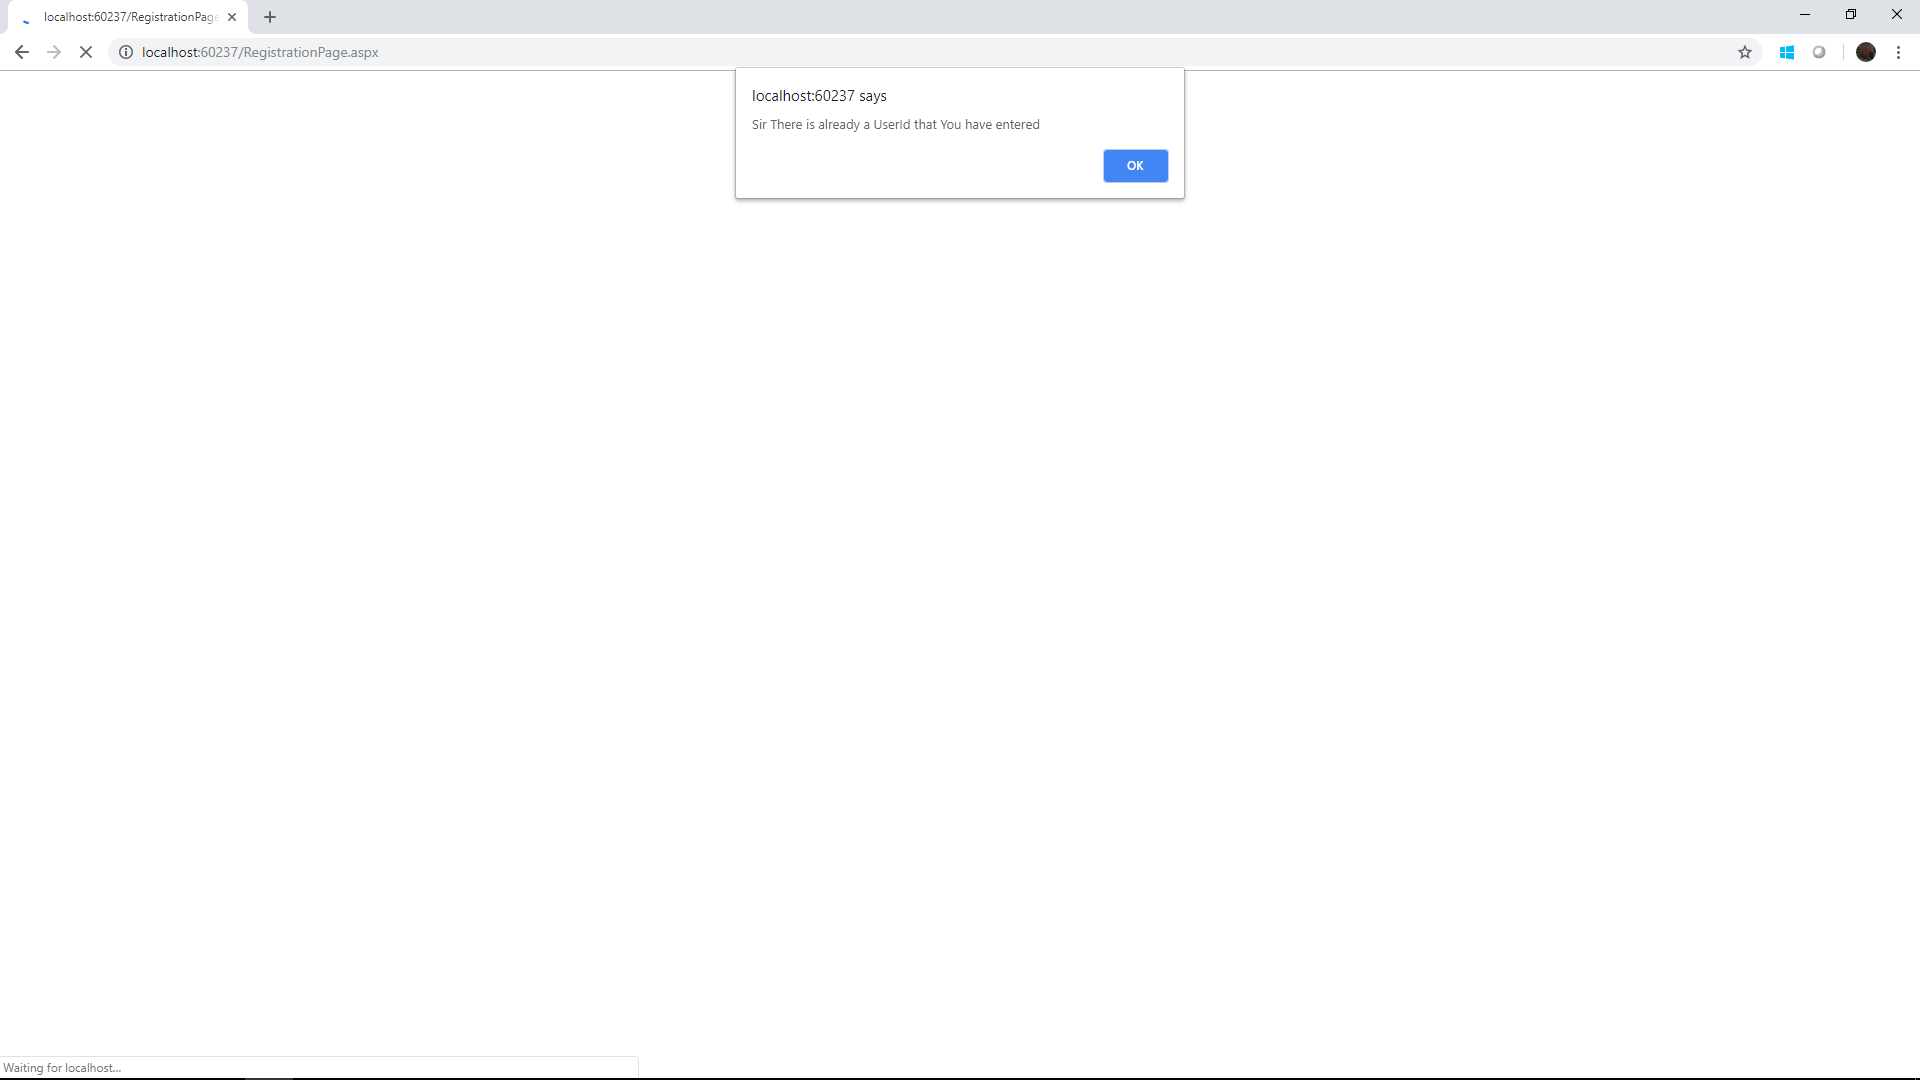 localhost:60237/RegistrationPage
localhost:60237/RegistrationPage.aspx
localhost:60237 says
Sir There is already a UserId that You have entered
OK
Waiting for localhost...